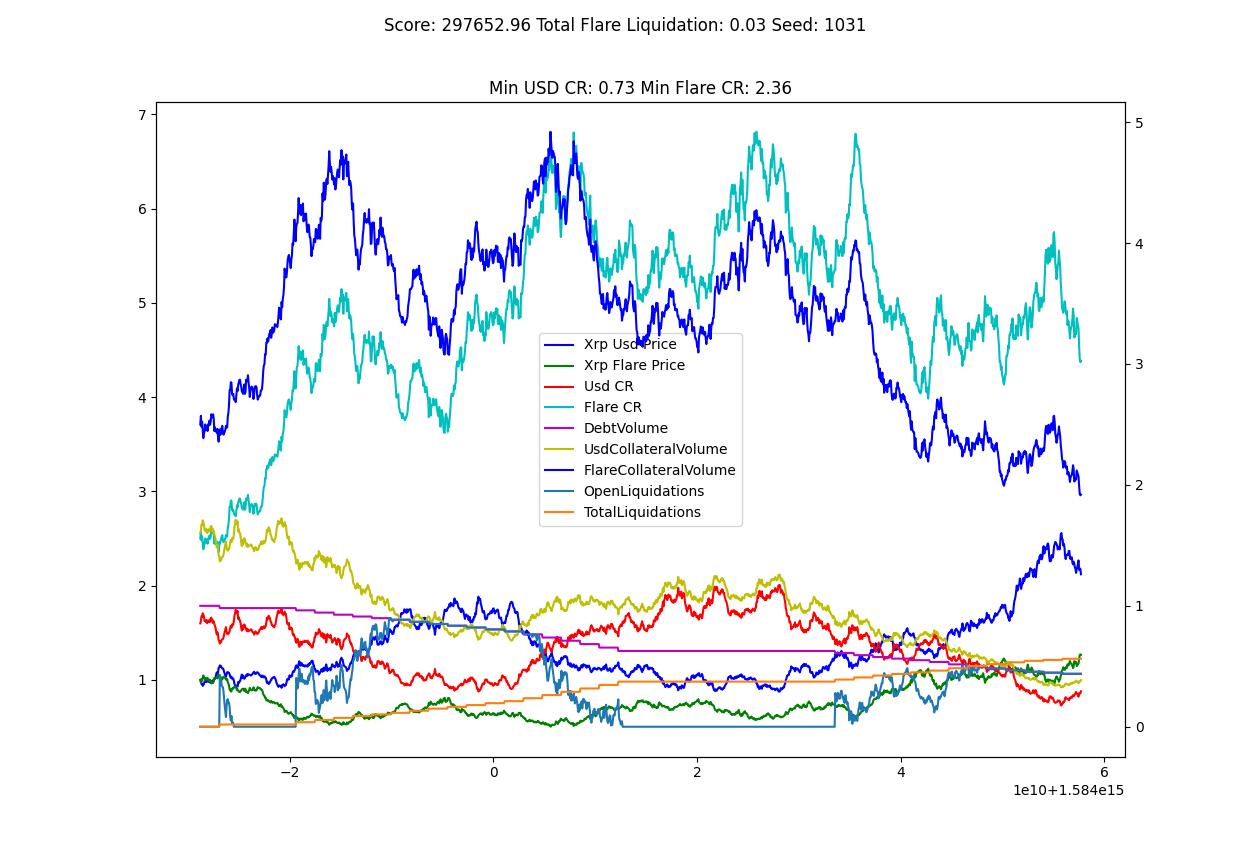 Score: 297652.96 Total Flare Liquidation: 0.03 Seed: 1031
Min USD CR: 0.73 Min Flare CR: 2.36
7
6
5
4
3
2
1
5
4
3
2
1
0
Xrp Usd Price
Xrp Flare Price
Usd CR
Flare CR
DebtVolume
UsdCollateralVolume
FlareCollateralVolume
OpenLiquidations
TotalLiquidations
−2 0 2 4 6
1e10+1.584e15